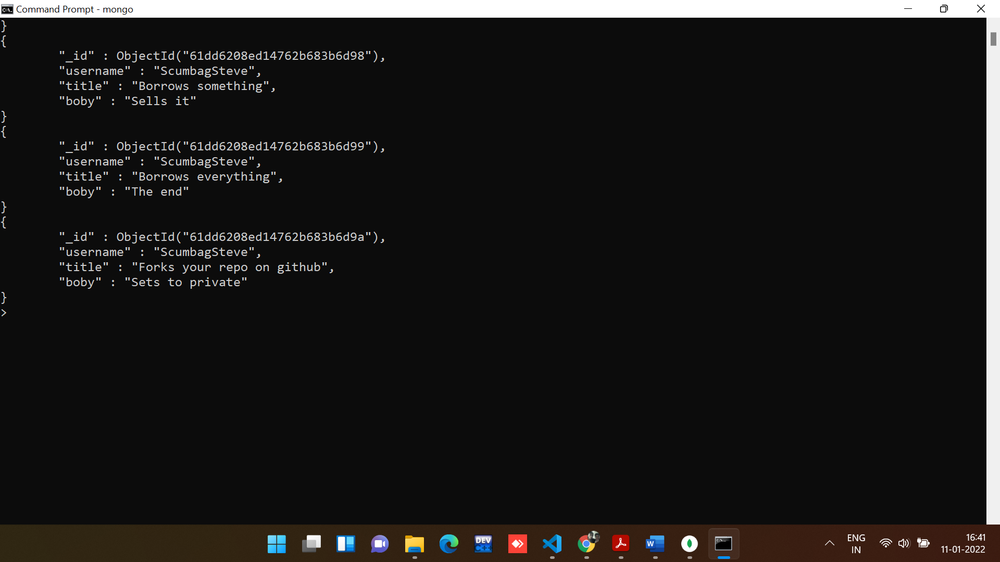 Command Prompt - mongo
}
{
"_id" : ObjectId("61dd6208ed14762b683b6d98"),
"username" : "ScumbagSteve",
"title" : "Borrows something",
"boby" : "Sells it"
}
{
"_id" : ObjectId("61dd6208ed14762b683b6d99"),
"username" : "ScumbagSteve",
"title" : "Borrows everything",
"boby" : "The end"
}
{
"_id" : ObjectId("61dd6208ed14762b683b6d9a"),
"username" : "ScumbagSteve",
"title" : "Forks your repo on github",
"boby" : "Sets to private"
}
>
DEV
C++
W
ENG
IN
16:41
11-01-2022